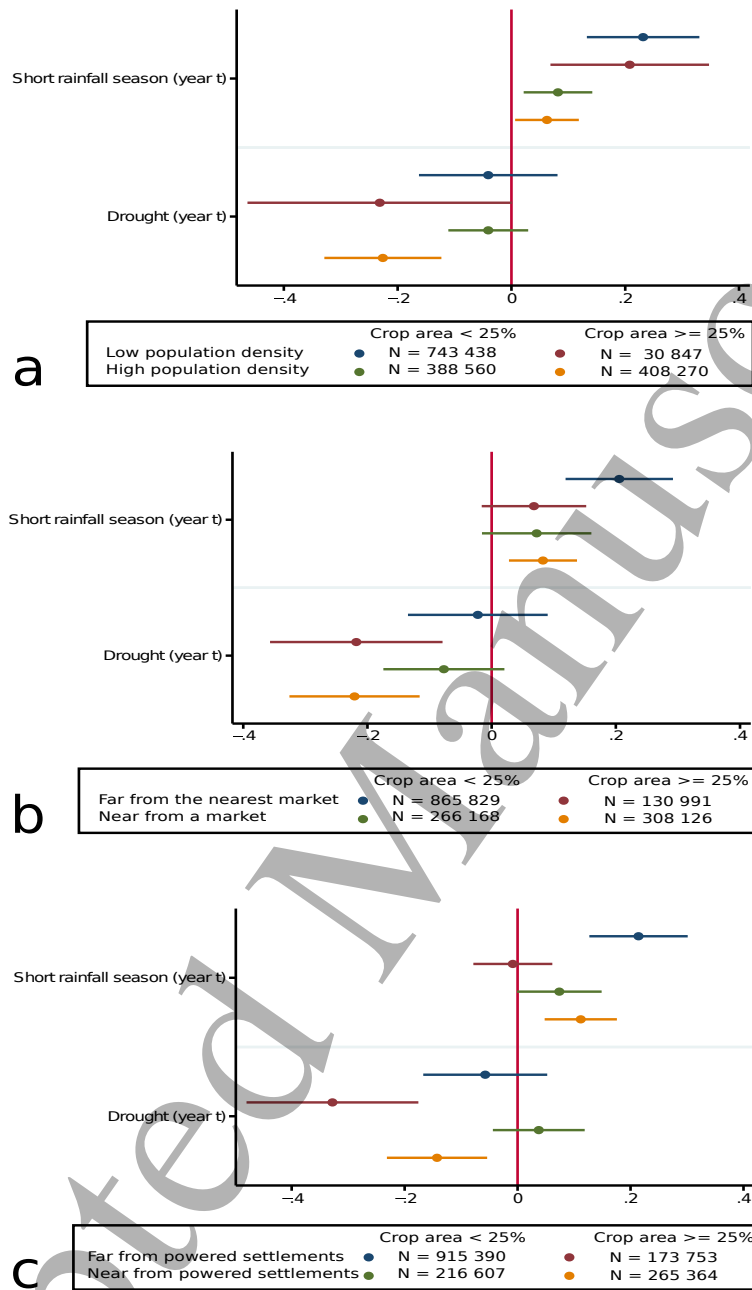 Short rainfall season (year t)
Drought (year t)
−.4 −.2 0 .2 .4
Crop area < 25% Crop area >= 25%
Low population density N = 743 438 N = 30 847
High population density N = 388 560 N = 408 270
a
Short rainfall season (year t)
Drought (year t)
−.4 −.2 0 .2 .4
Crop area < 25% Crop area >= 25%
Far from the nearest market N = 865 829 N = 130 991
Near from a market N = 266 168 N = 308 126
b
Short rainfall season (year t)
Drought (year t)
−.4 −.2 0 .2 .4
Crop area < 25% Crop area >= 25%
Far from powered settlements N = 915 390 N = 173 753
Near from powered settlements N = 216 607 N = 265 364
c